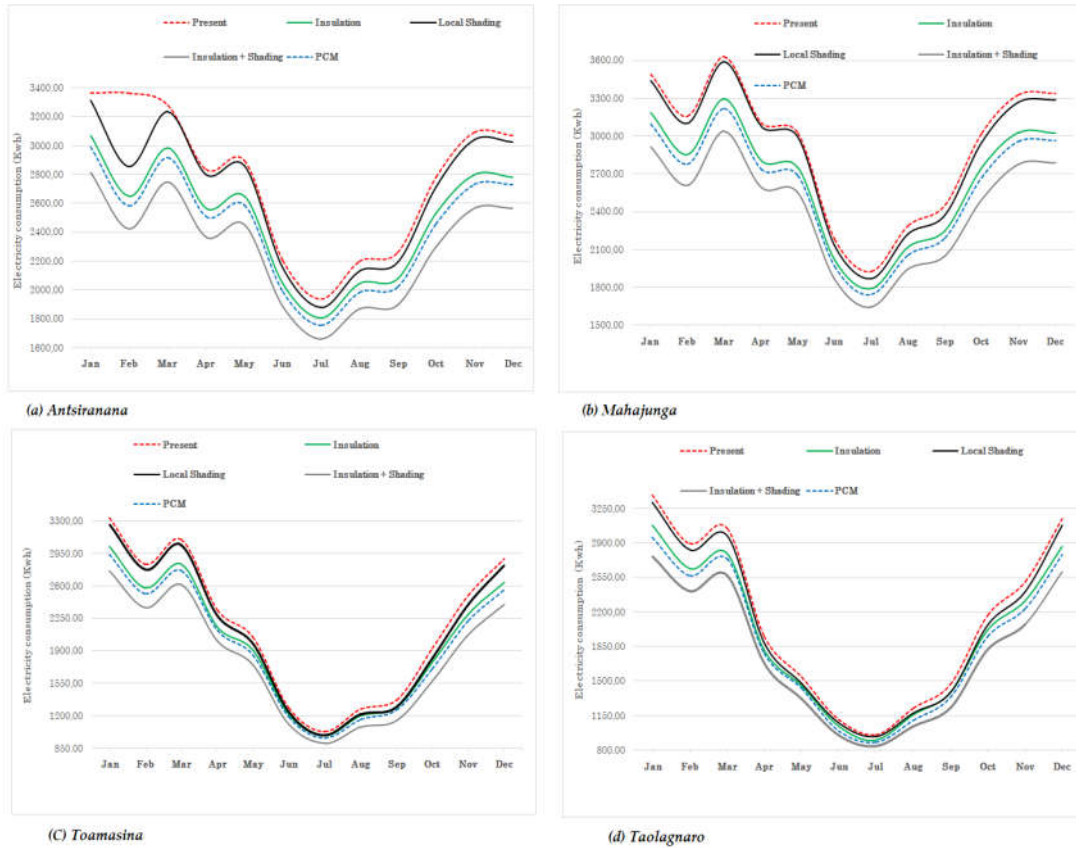 Present Insulation Local Shading
Insulation + Shading PCM
Electricity consumption (Kwh)
3400,00
3200,00
3000,00
2800,00
2600,00
2400,00
2200,00
2000,00
1800,00
1600,00
Jan Feb Mar Apr May Jun Jul Aug Sep Oct Nov Dec
(a) Antsiranana
Present Insulation
Local Shading Insulation + Shading
PCM
Electricity consumption (Kwh)
3600,00
3300,00
3000,00
2700,00
2400,00
2100,00
1800,00
1500,00
Jan Feb Mar Apr May Jun Jul Aug Sep Oct Nov Dec
(b) Mahajunga
Present Insulation
Local Shading Insulation + Shading
PCM
Electricity consumption (Kwh)
3300,00
2950,00
2600,00
2250,00
1900,00
1550,00
1200,00
850,00
Jan Feb Mar Apr May Jun Jul Aug Sep Oct Nov Dec
(C) Toamasina
Present Insulation Local Shading
Insulation + Shading PCM
Electricity consumption (Kwh)
3250,00
2900,00
2550,00
2200,00
1850,00
1500,00
1150,00
800,00
Jan Feb Mar Apr May Jun Jul Aug Sep Oct Nov Dec
(d) Taolagnaro